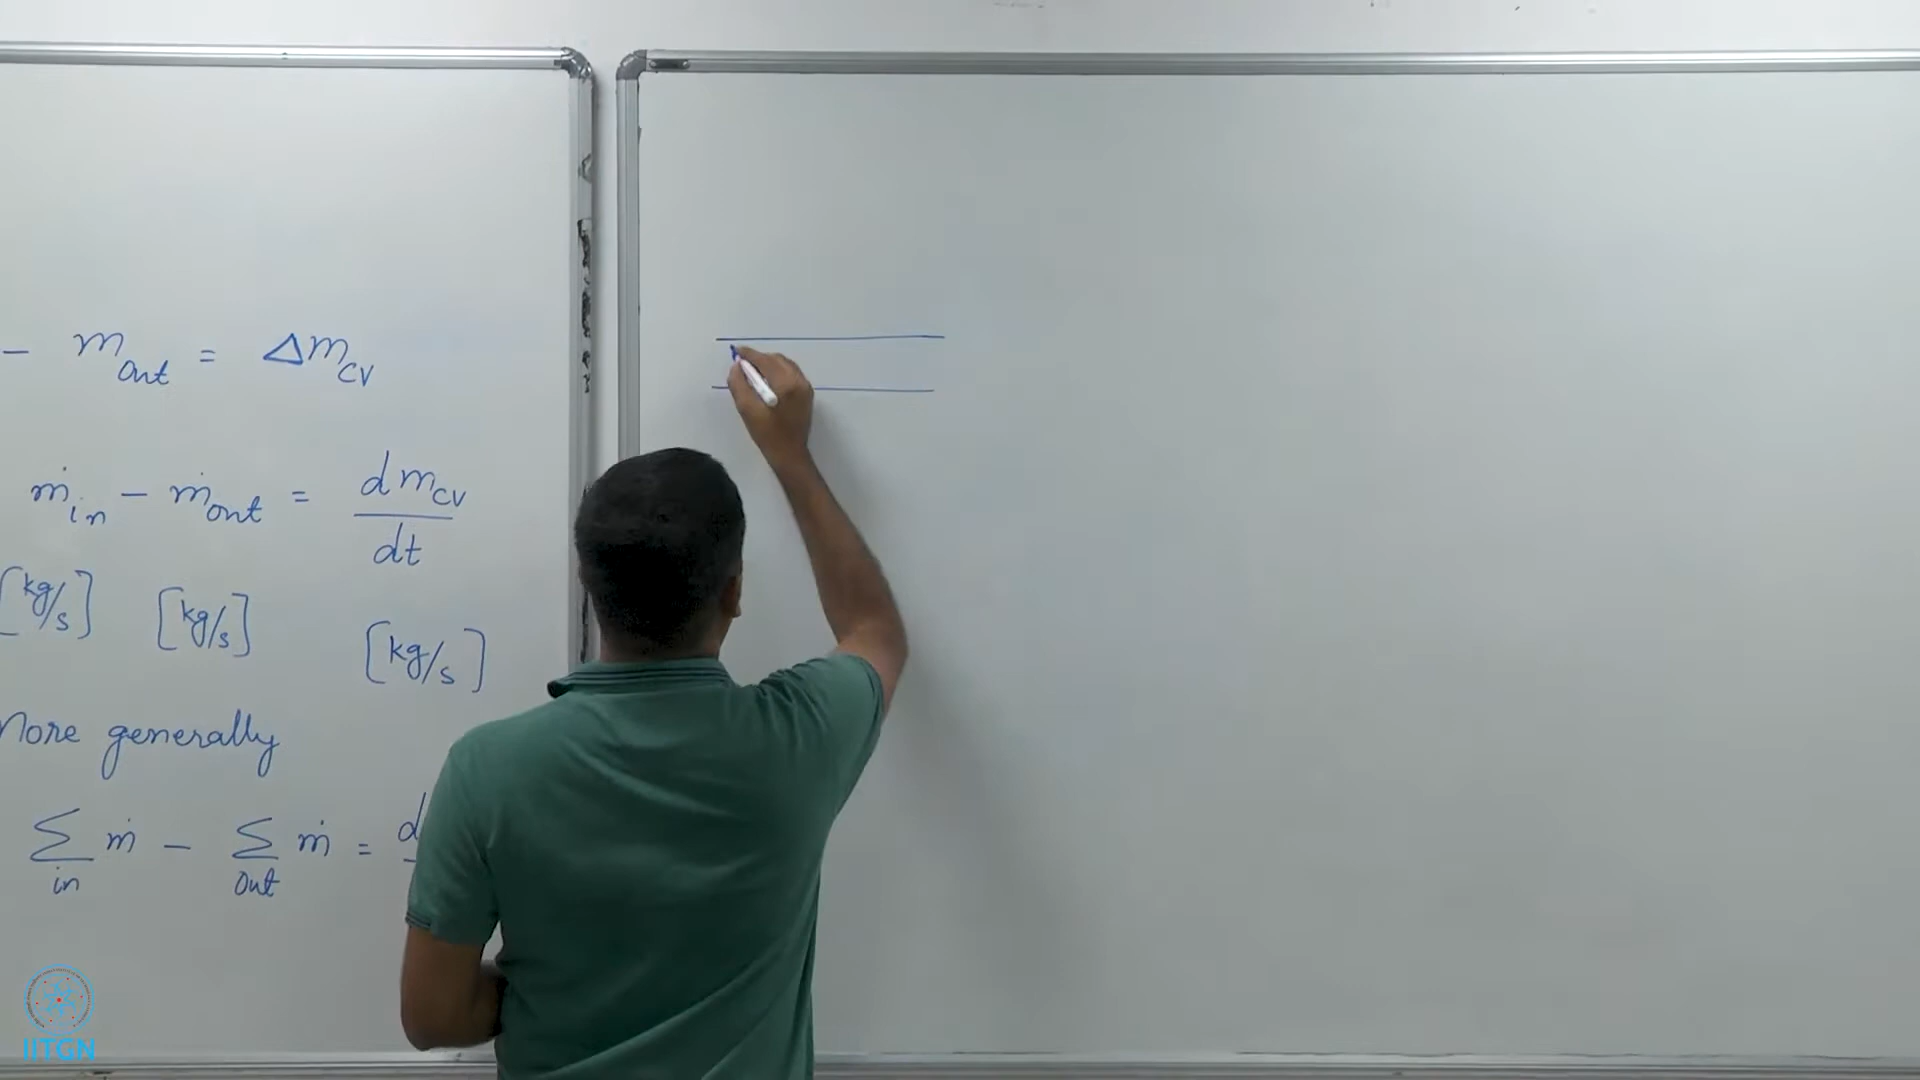 - m_out = Δm_cv
ṁ_in - ṁ_out = dm_cv/dt
[kg/s] [kg/s] [kg/s]
More generally
Σ_in ṁ - Σ_out ṁ = d
IITGN